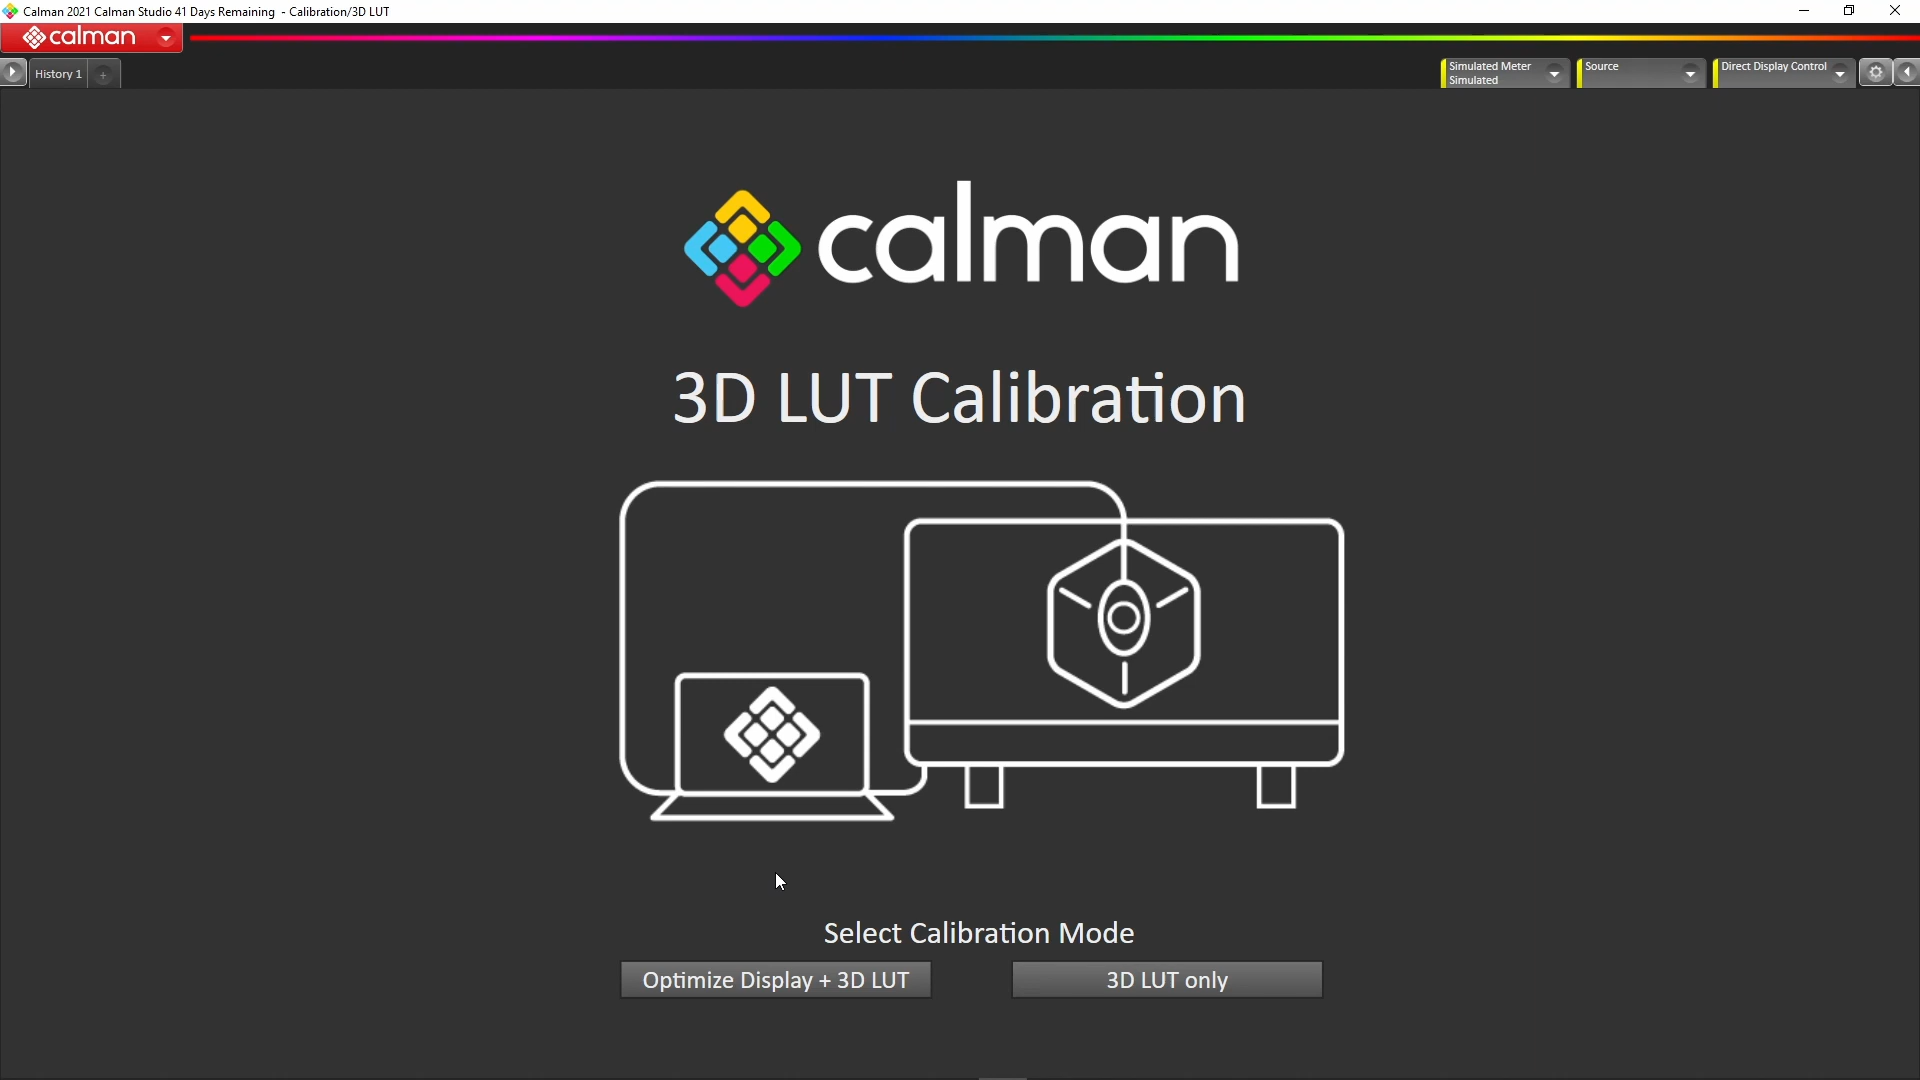 Calman 2021 Calman Studio 41 Days Remaining - Calibration/3D LUT
calman
History 1
+
Simulated Meter
Simulated
Source
Direct Display Control
calman
3D LUT Calibration
Select Calibration Mode
Optimize Display + 3D LUT
3D LUT only